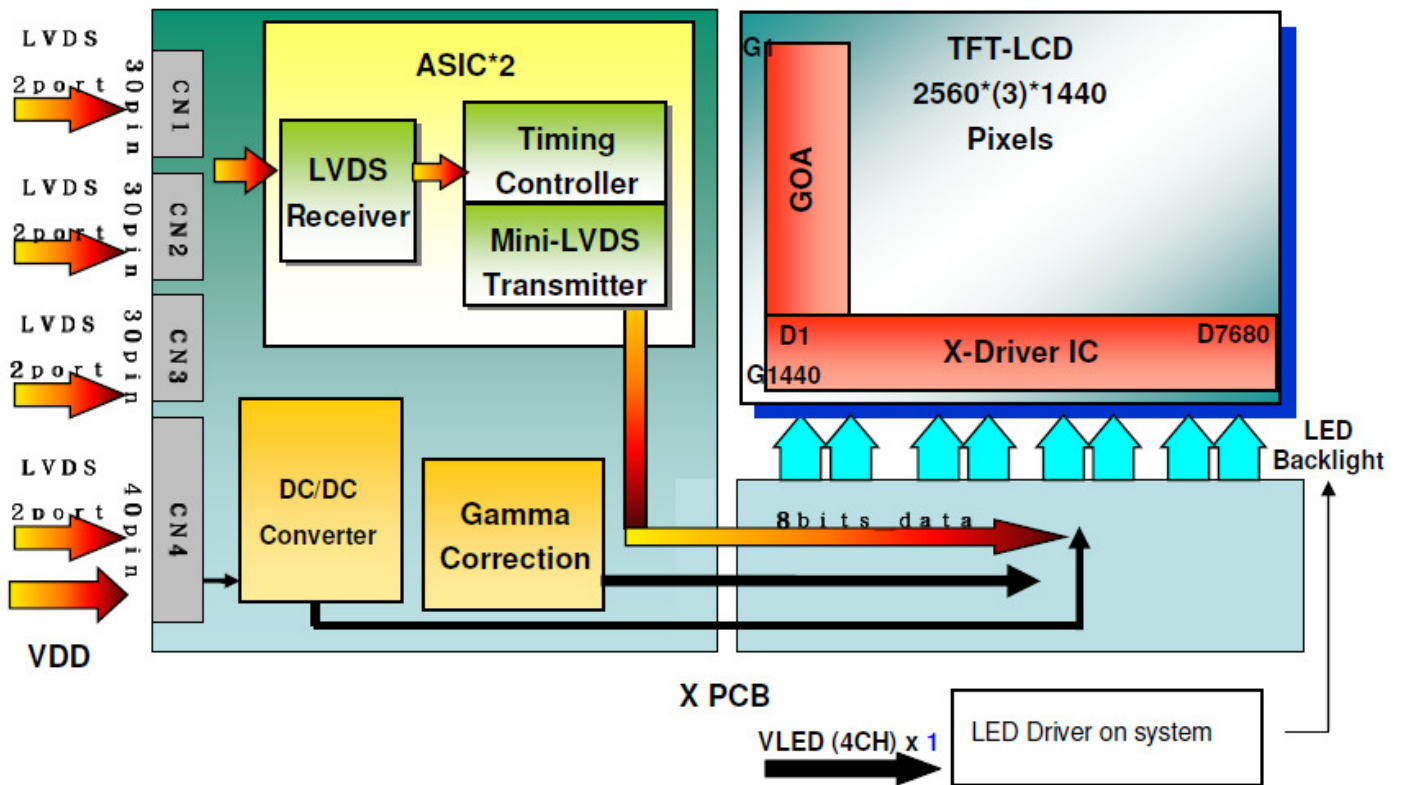 LVDS
2port
30pin
CN1
LVDS
2port
30pin
CN2
LVDS
2port
30pin
CN3
LVDS
2port
40pin
CN4
VDD
ASIC*2
LVDS
Receiver
Timing
Controller
Mini-LVDS
Transmitter
DC/DC
Converter
Gamma
Correction
TFT-LCD
2560*(3)*1440
Pixels
G1
GOA
D1
X-Driver IC
D7680
G1440
LED
Backlight
8bits_data
X PCB
VLED (4CH) x 1
LED Driver on system